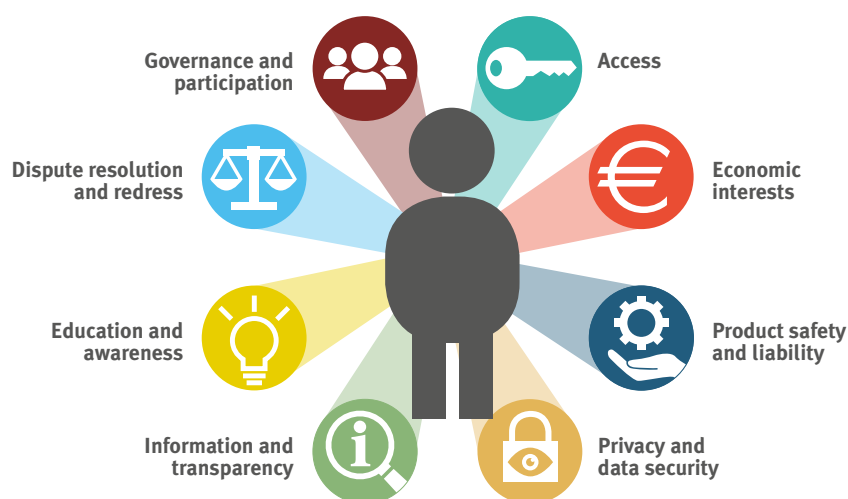 Governance and
participation
Access
Dispute resolution
and redress
Economic
interests
Education and
awareness
Product safety
and liability
Information and
transparency
Privacy and
data security